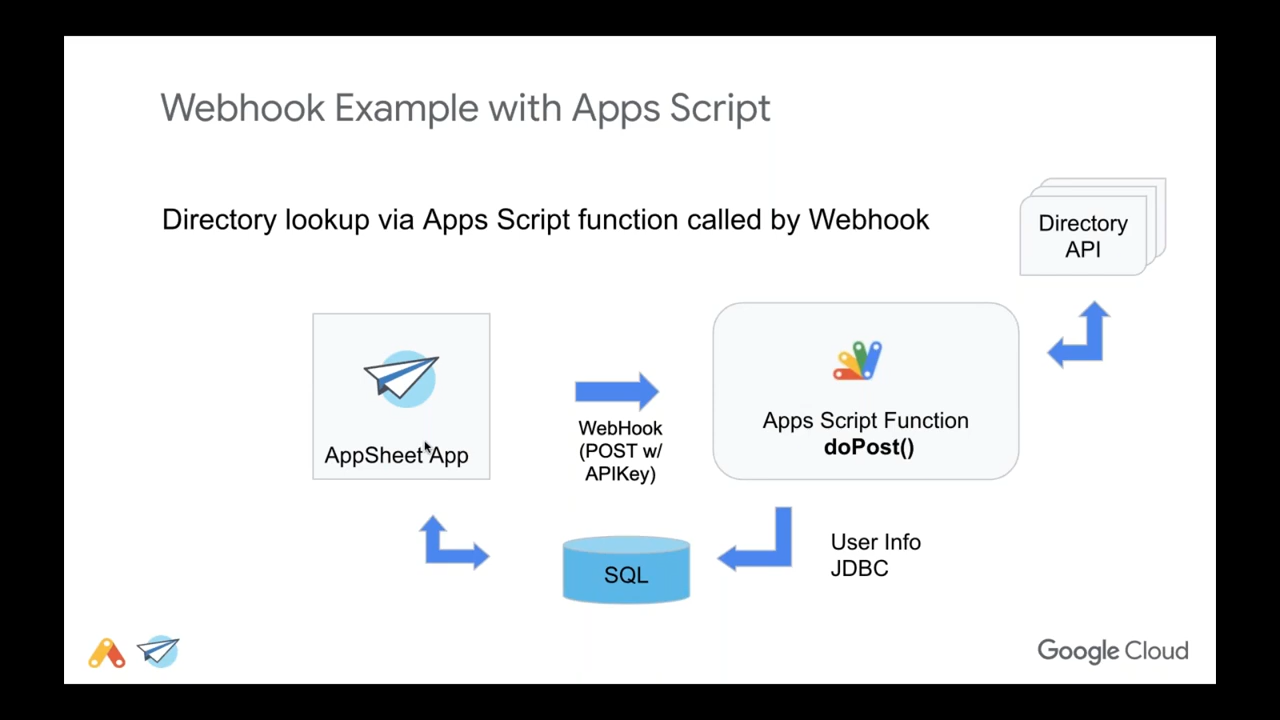 Webhook Example with Apps Script
Directory lookup via Apps Script function called by Webhook
Directory
API
AppSheet App
WebHook
(POST w/
APIKey)
Apps Script Function
doPost()
SQL
User Info
JDBC
Google Cloud